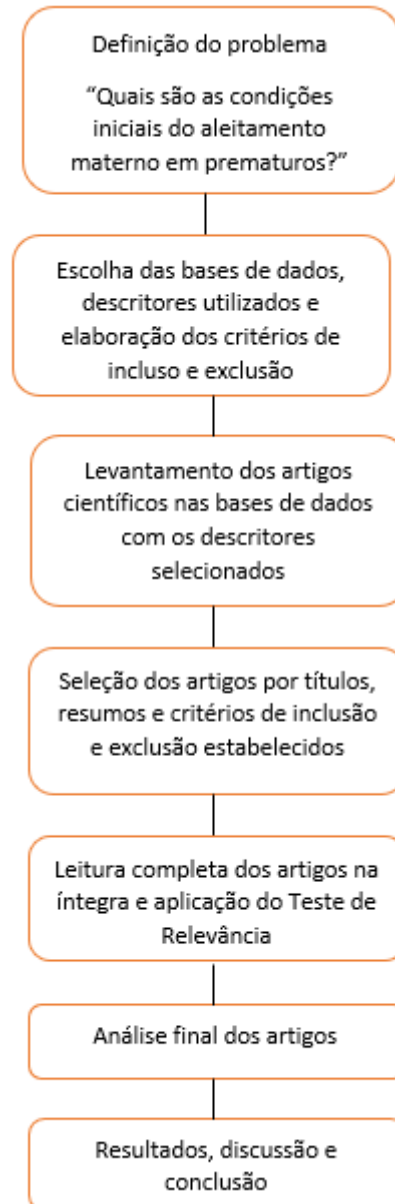 Definição do problema
“Quais são as condições
iniciais do aleitamento
materno em prematuros?”
Escolha das bases de dados,
descritores utilizados e
elaboração dos critérios de
incluso e exclusão
Levantamento dos artigos
científicos nas bases de dados
com os descritores
selecionados
Seleção dos artigos por títulos,
resumos e critérios de inclusão
e exclusão estabelecidos
Leitura completa dos artigos na
íntegra e aplicação do Teste de
Relevância
Análise final dos artigos
Resultados, discussão e
conclusão